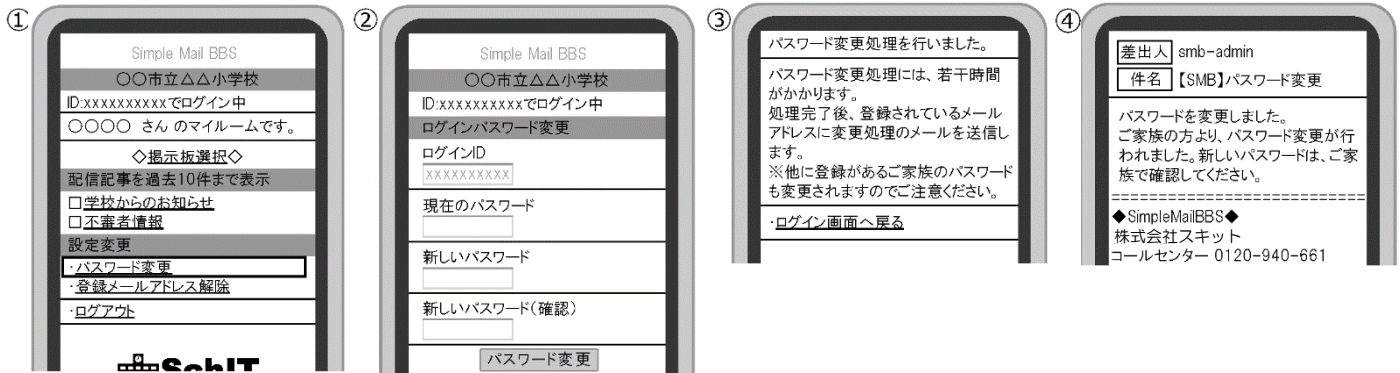 ①
Simple Mail BBS
〇〇市立△△小学校
ID:xxxxxxxxxxでログイン中
〇〇〇〇 さん のマイルームです。
◇掲示板選択◇
配信記事を過去10件まで表示
□学校からのお知らせ
□不審者情報
設定変更
・パスワード変更
・登録メールアドレス解除
・ログアウト
SchIT
②
Simple Mail BBS
〇〇市立△△小学校
ID:xxxxxxxxxxでログイン中
ログインパスワード変更
ログインID
xxxxxxxxxx
現在のパスワード
新しいパスワード
新しいパスワード(確認)
パスワード変更
③
パスワード変更処理を行いました。
パスワード変更処理には、若干時間
がかかります。
処理完了後、登録されているメール
アドレスに変更処理のメールを送信し
ます。
※他に登録があるご家族のパスワード
も変更されますのでご注意ください。
・ログイン画面へ戻る
④
差出人 smb-admin
件名 【SMB】パスワード変更
パスワードを変更しました。
ご家族の方より、パスワード変更が行
われました。新しいパスワードは、ご家
族で確認してください。
==============================
◆SimpleMailBBS◆
株式会社スキット
コールセンター 0120-940-661